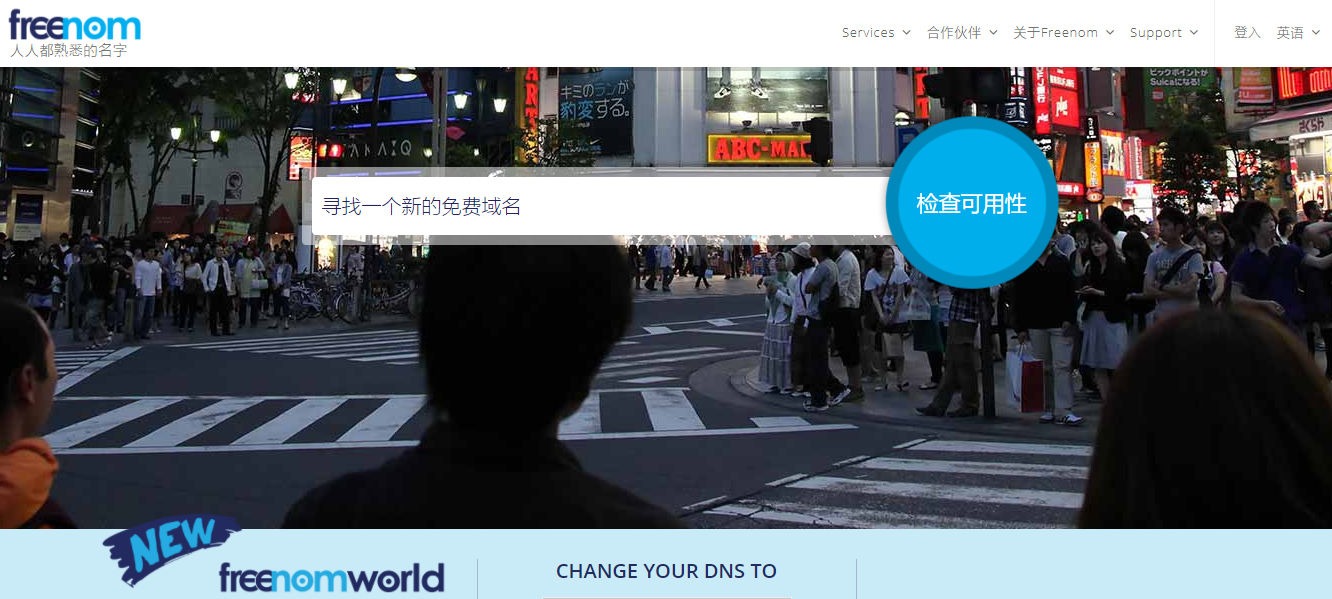 freenom
人人都熟悉的名字
Services
合作伙伴
关于Freenom
Support
登入
英语
キミのランが
豹変する。
ABC-MA
ビックポイントが
Suicaになる!
寻找一个新的免费域名
检查可用性
NEW
freenomworld
CHANGE YOUR DNS TO